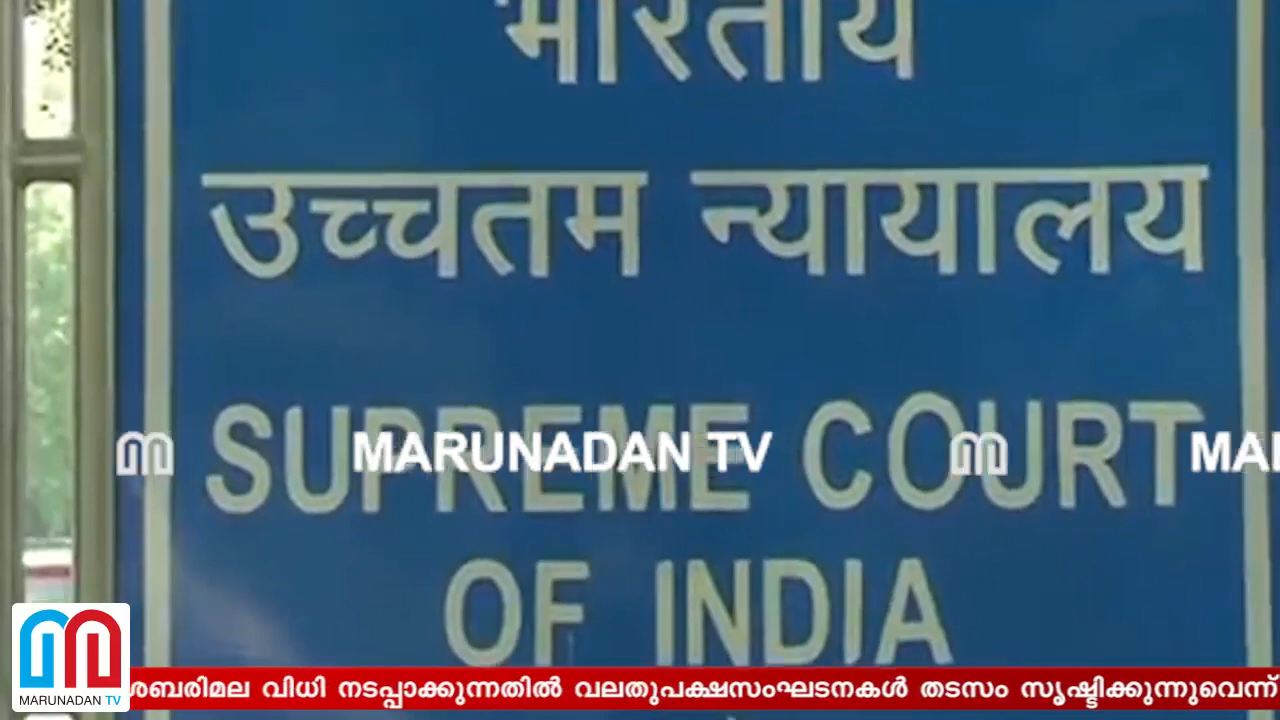 भारतीय
उच्चतम न्यायालय
SUPREME COURT
MARUNADAN TV
OF INDIA
MARUNADAN TV
ശബരിമല വിധി നടപ്പാക്കുന്നതിൽ വലതുപക്ഷസംഘടനകൾ തടസം സൃഷ്ടിക്കുന്നുവെന്ന്